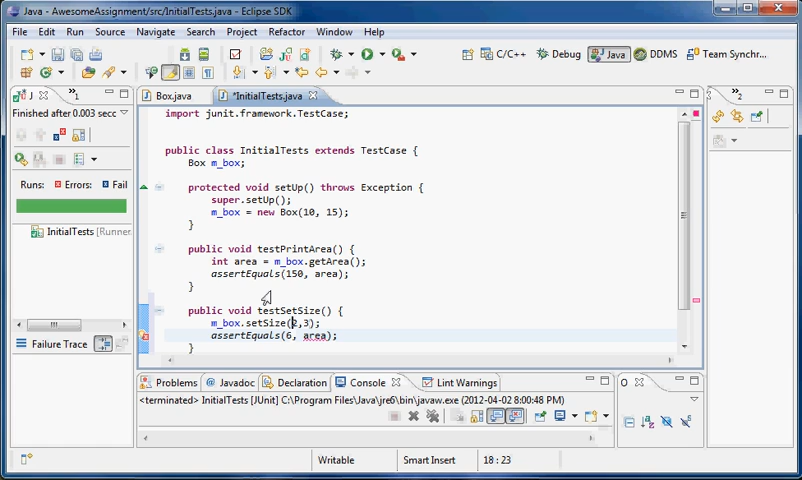 Java - AwesomeAssignment/src/InitialTests.java - Eclipse SDK
File Edit Run Source Navigate Search Project Refactor Window Help
C/C++ Debug Java DDMS Team Synchr...
J »1 Box.java *InitialTests.java »2
Finished after 0.003 secc
Runs: Errors: Fail
InitialTests [Runner.
Failure Trace
import junit.framework.TestCase;
public class InitialTests extends TestCase {
Box m_box;
protected void setUp() throws Exception {
super.setUp();
m_box = new Box(10, 15);
}
public void testPrintArea() {
int area = m_box.getArea();
assertEquals(150, area);
}
public void testSetSize() {
m_box.setSize(2,3);
assertEquals(6, area);
}
Problems Javadoc Declaration Console Lint Warnings O
<terminated> InitialTests [JUnit] C:\Program Files\Java\jre6\bin\javaw.exe (2012-04-02 8:00:48 PM)
Writable Smart Insert 18 : 23